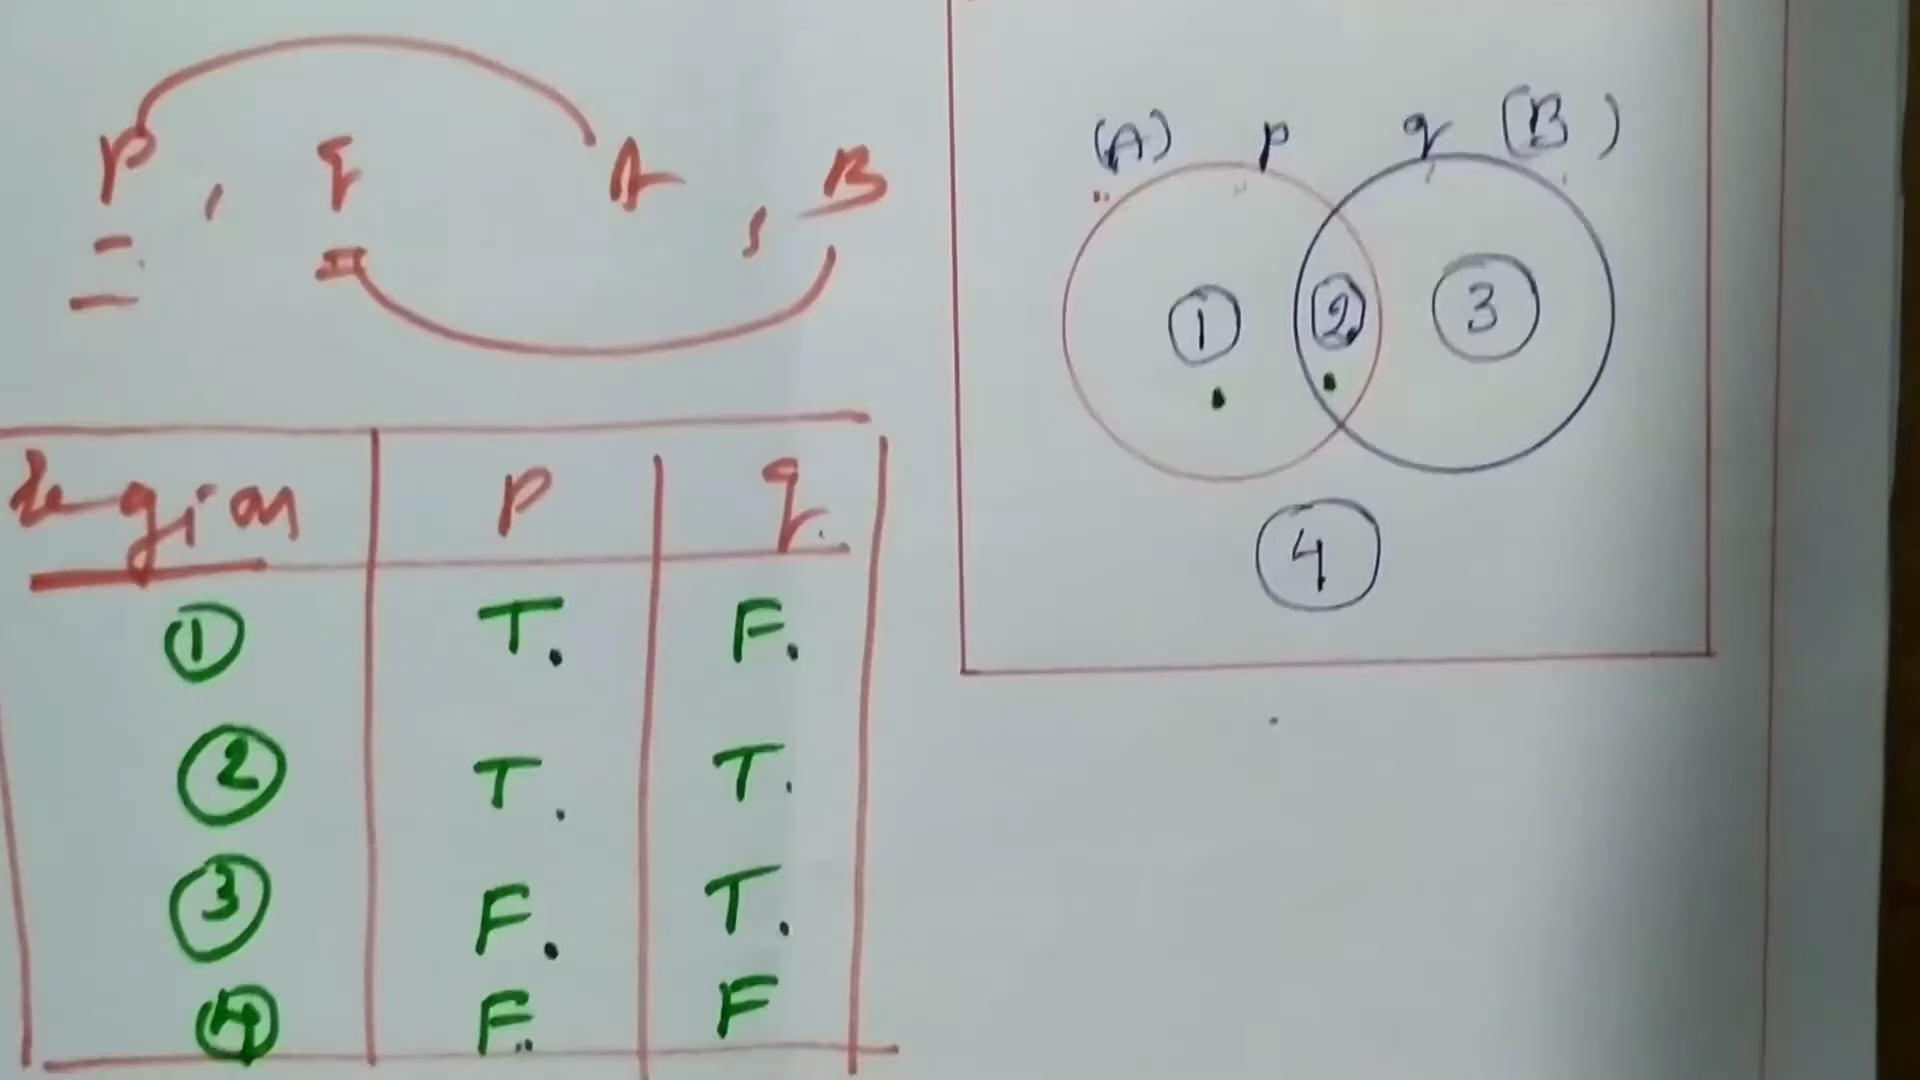 p , q A , B
(A) p q (B)
1 2 3
4
Region p q
1 T. F.
2 T. T.
3 F. T.
4 F. F